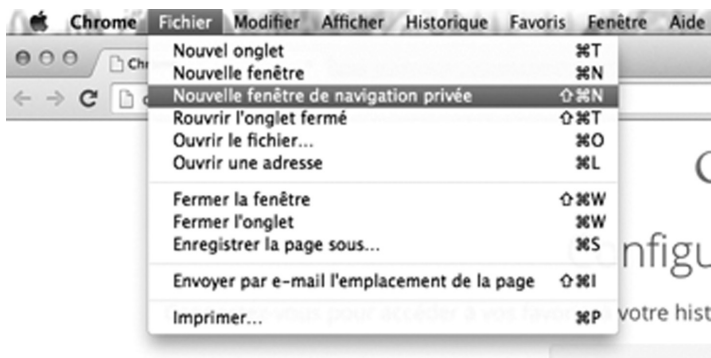 Chrome Fichier Modifier Afficher Historique Favoris Fenêtre Aide
Nouvel onglet ⌘T
Nouvelle fenêtre ⌘N
Nouvelle fenêtre de navigation privée ⇧⌘N
Rouvrir l'onglet fermé ⇧⌘T
Ouvrir le fichier... ⌘O
Ouvrir une adresse ⌘L
Fermer la fenêtre ⇧⌘W
Fermer l'onglet ⌘W
Enregistrer la page sous... ⌘S
Envoyer par e-mail l'emplacement de la page ⇧⌘I
Imprimer... ⌘P
Chr
onfigu
votre hist